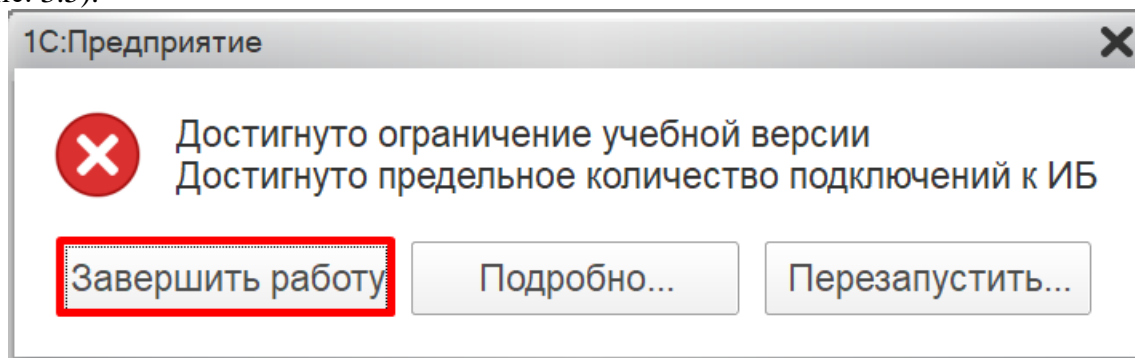 1С:Предприятие
Достигнуто ограничение учебной версии
Достигнуто предельное количество подключений к ИБ
Завершить работу
Подробно...
Перезапустить...